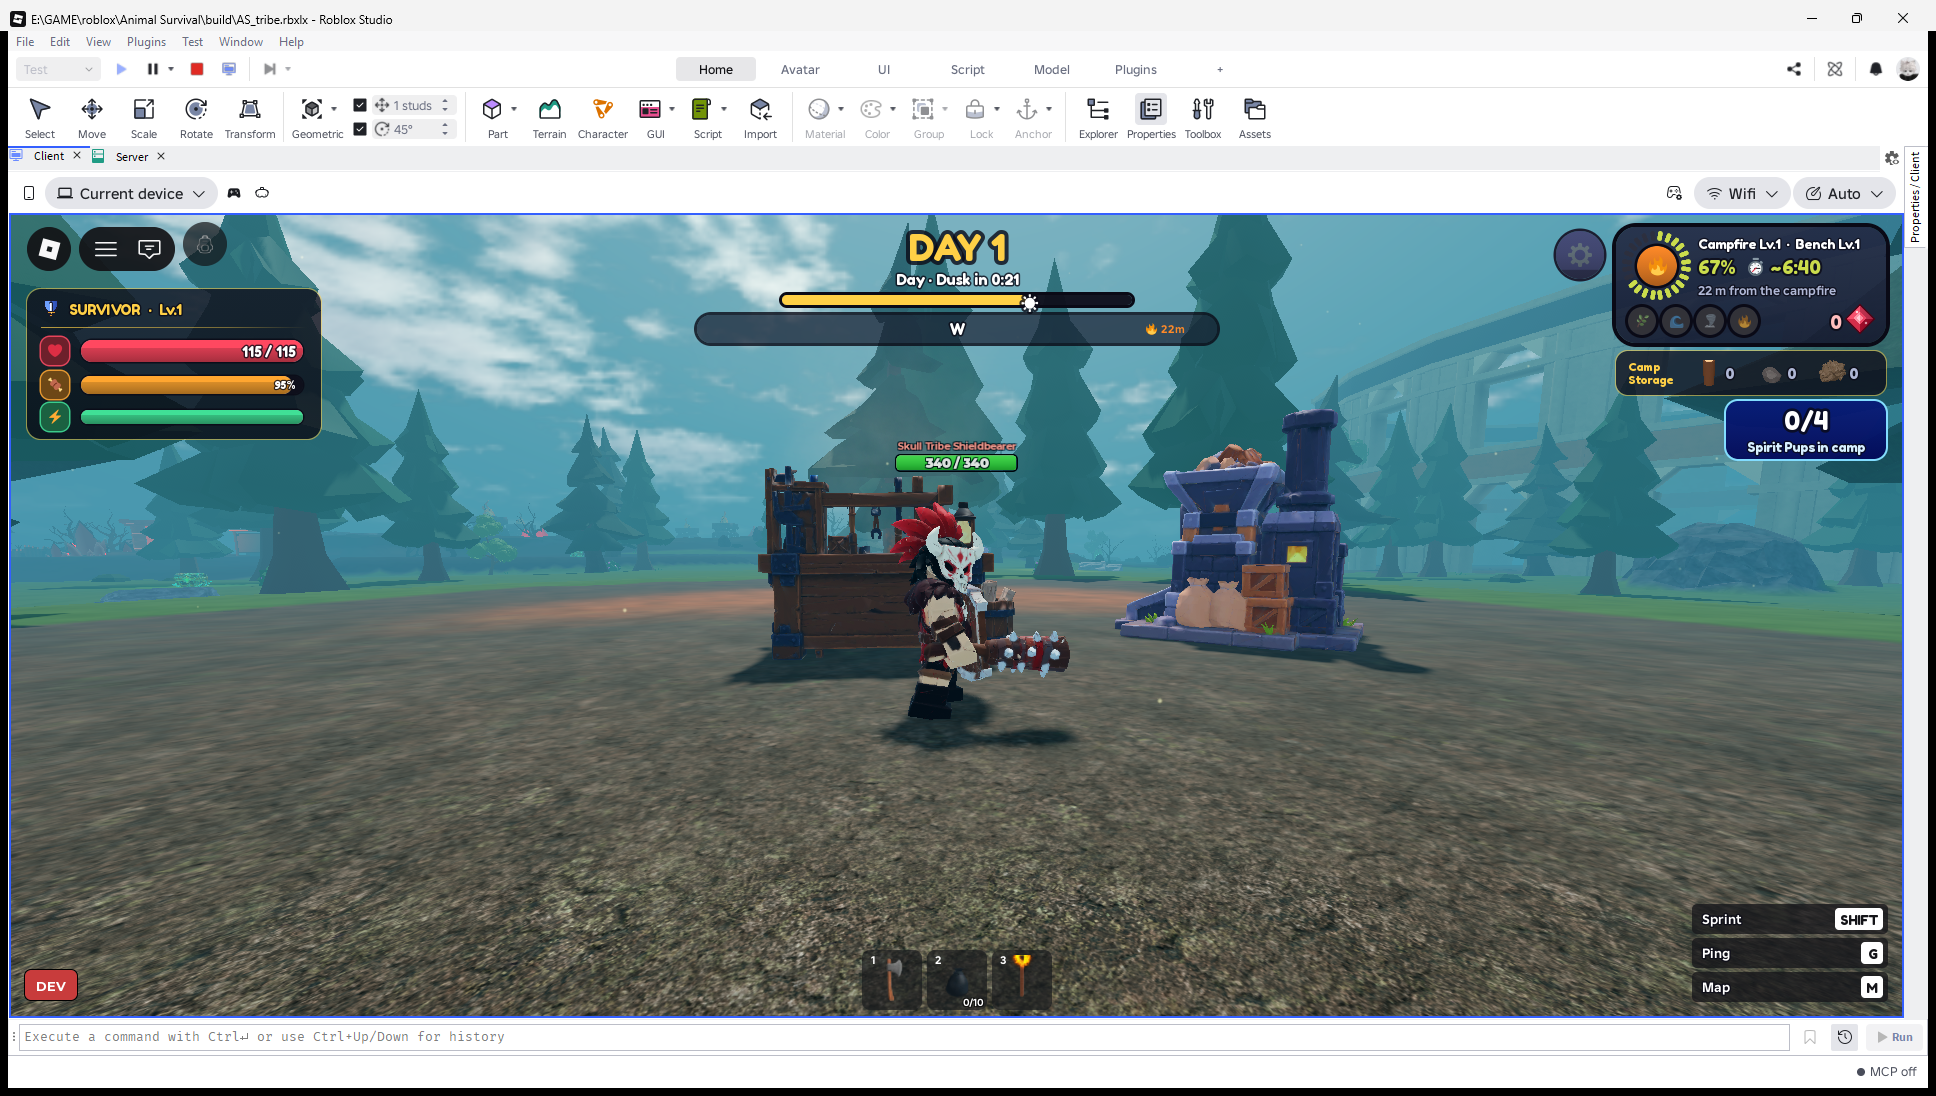 E:\GAME\roblox\Animal Survival\build\AS_tribe.rbxlx - Roblox Studio
File Edit View Plugins Test Window Help
Test
Home Avatar UI Script Model Plugins +
Select Move Scale Rotate Transform Geometric
1 studs
45°
Part Terrain Character GUI Script Import Material Color Group Lock Anchor Explorer Properties Toolbox Assets
Client Server
Properties / Client
Current device
Wifi Auto
DAY 1
Day · Dusk in 0:21
W
22m
SURVIVOR · Lv.1
115 / 115
95%
Campfire Lv.1 · Bench Lv.1
67% ~6:40
22 m from the campfire
0
Camp Storage 0 0 0
0/4
Spirit Pups in camp
Skull Tribe Shieldbearer
340 / 340
Sprint SHIFT
Ping G
Map M
DEV
1 2 3
0/10
Execute a command with Ctrl↵ or use Ctrl+Up/Down for history
Run
MCP off